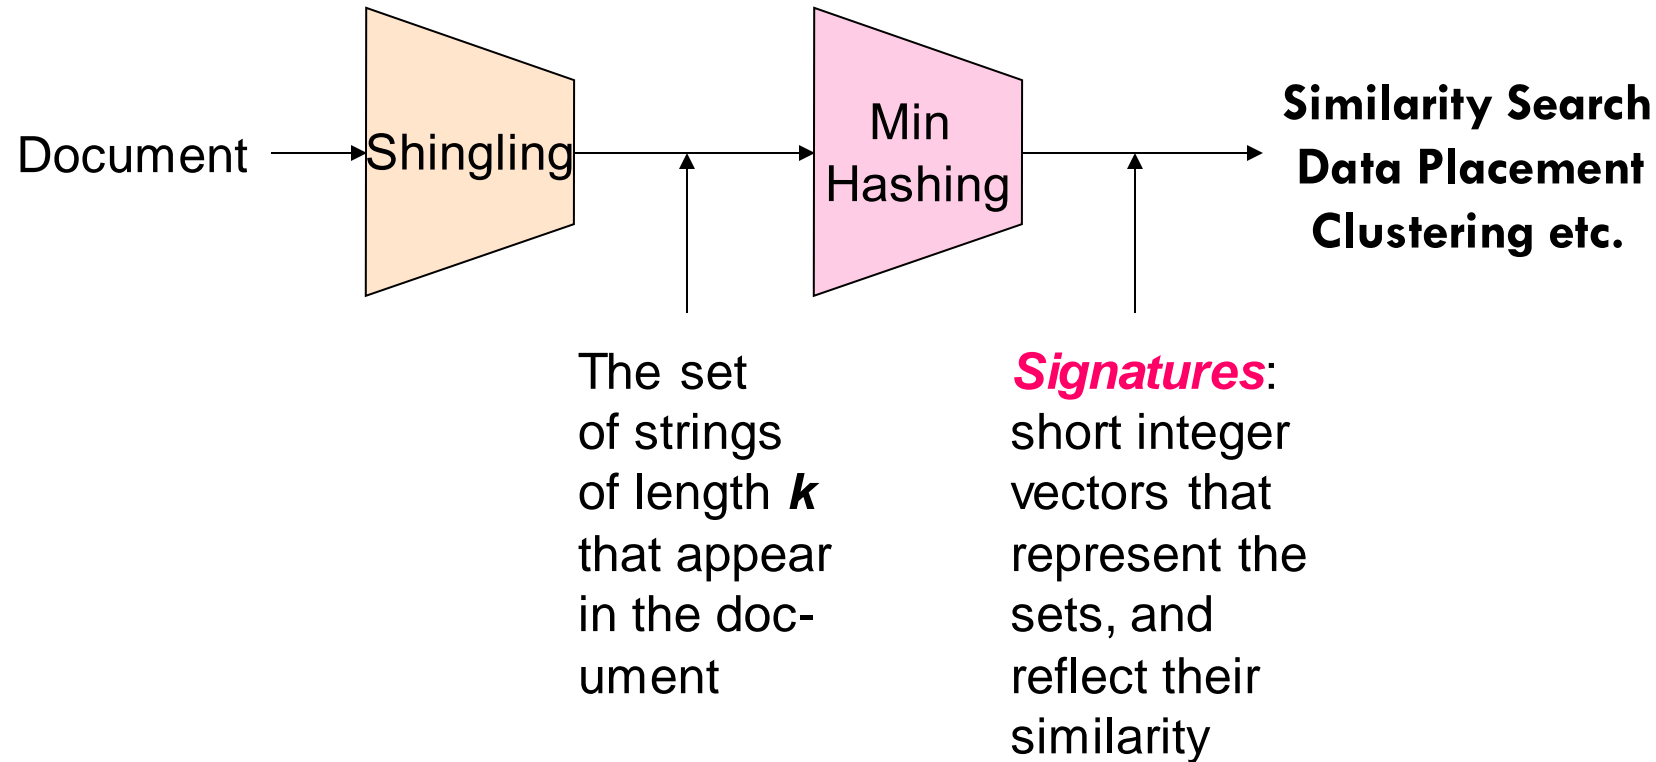 Document
Shingling
Min
Hashing
Similarity Search
Data Placement
Clustering etc.
The set
of strings
of length k
that appear
in the doc-
ument
Signatures:
short integer
vectors that
represent the
sets, and
reflect their
similarity